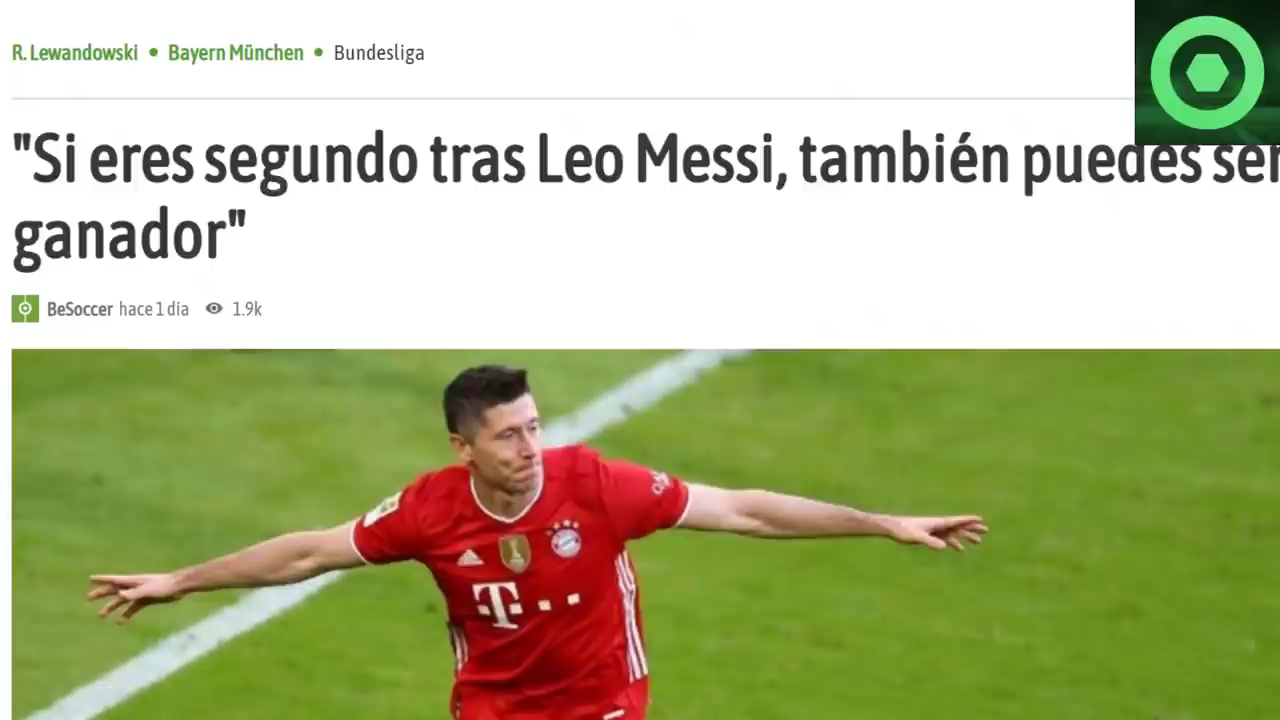 R. Lewandowski • Bayern München • Bundesliga
"Si eres segundo tras Leo Messi, también puedes ser
ganador"
BeSoccer hace 1 día 1.9k
T